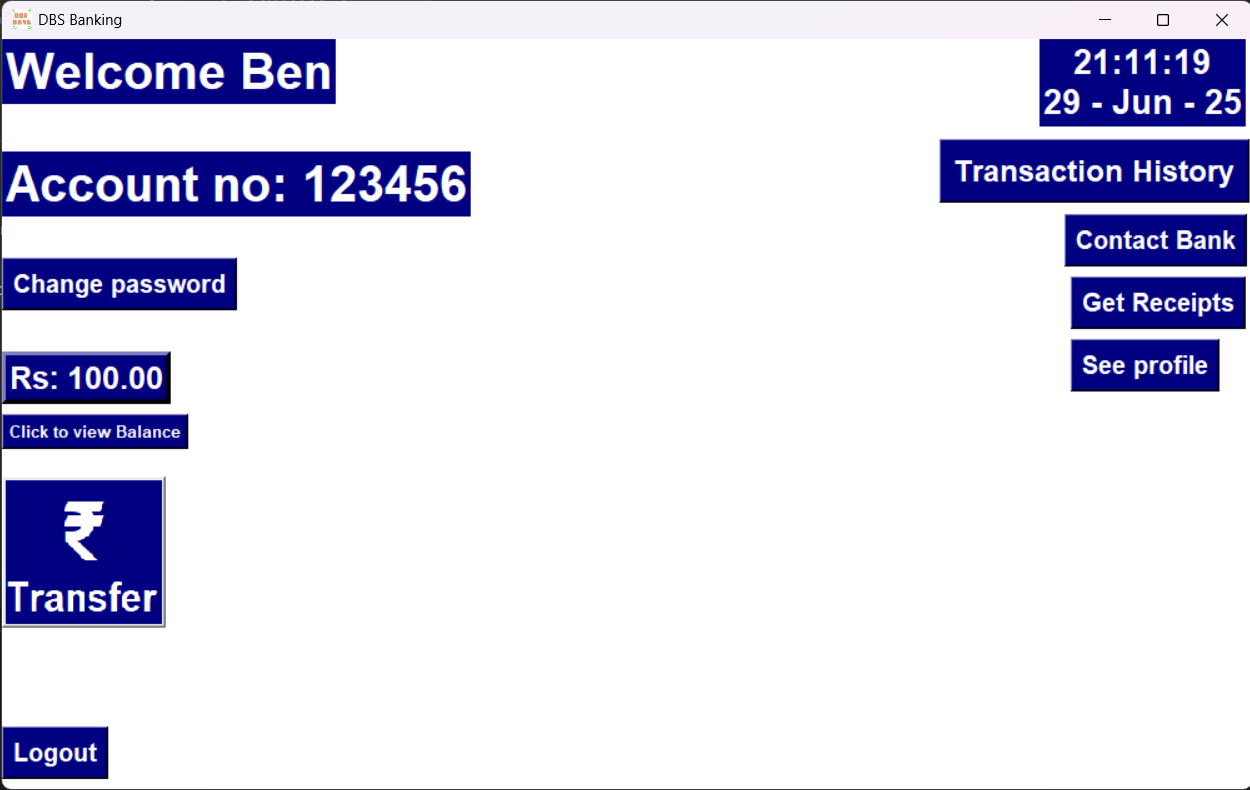 DBS Banking
Welcome Ben
21:11:19
29 - Jun - 25
Account no: 123456
Transaction History
Contact Bank
Change password
Get Receipts
Rs: 100.00
See profile
Click to view Balance
₹
Transfer
Logout